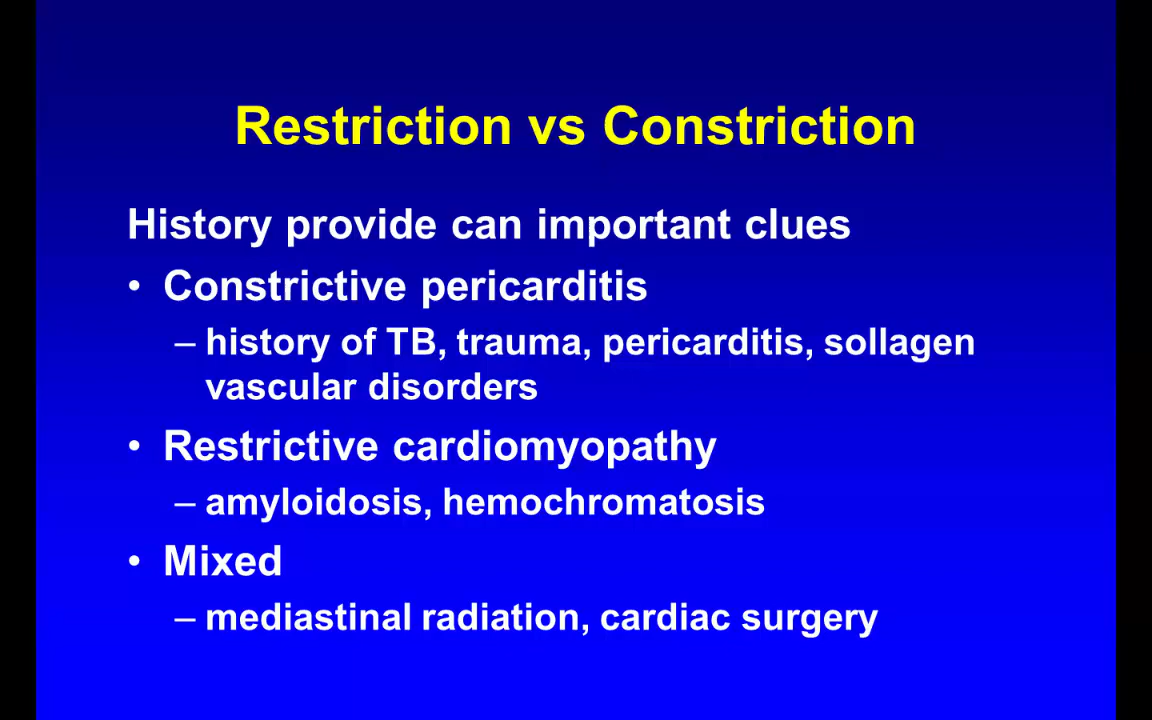 Restriction vs Constriction
History provide can important clues
• Constrictive pericarditis
– history of TB, trauma, pericarditis, sollagen
vascular disorders
• Restrictive cardiomyopathy
– amyloidosis, hemochromatosis
• Mixed
– mediastinal radiation, cardiac surgery